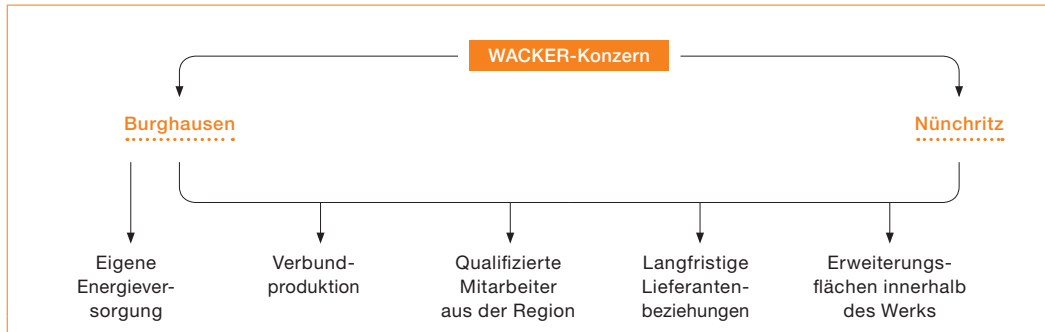 WACKER-Konzern
Burghausen
Nünchritz
Eigene
Energiever-
sorgung
Verbund-
produktion
Qualifizierte
Mitarbeiter
aus der Region
Langfristige
Lieferanten-
beziehungen
Erweiterungs-
flächen innerhalb
des Werks